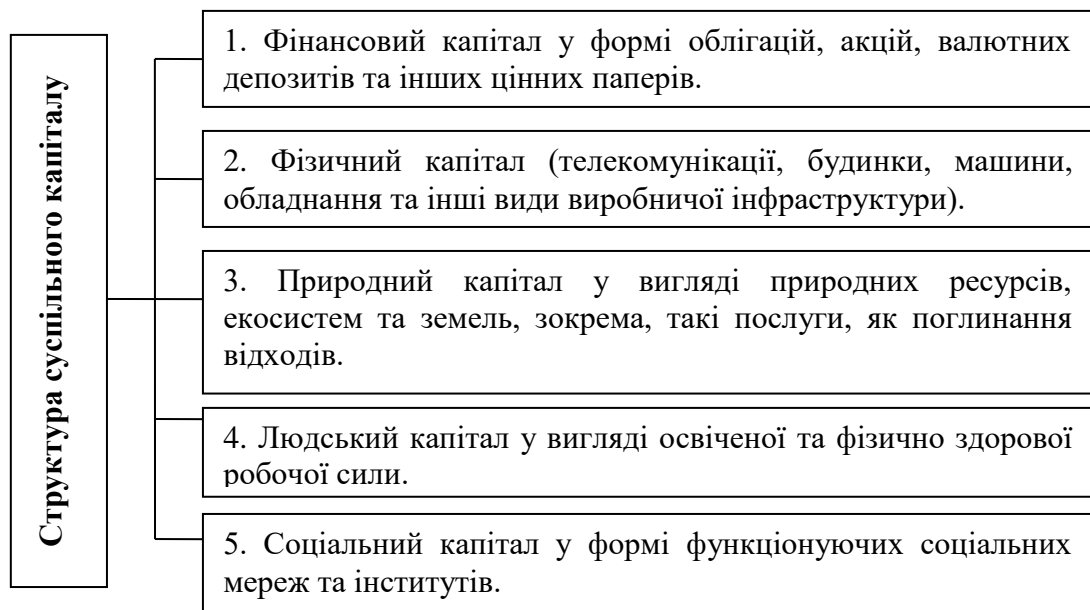 Структура суспільного капіталу
1. Фінансовий капітал у формі облігацій, акцій, валютних
депозитів та інших цінних паперів.
2. Фізичний капітал (телекомунікації, будинки, машини,
обладнання та інші види виробничої інфраструктури).
3. Природний капітал у вигляді природних ресурсів,
екосистем та земель, зокрема, такі послуги, як поглинання
відходів.
4. Людський капітал у вигляді освіченої та фізично здорової
робочої сили.
5. Соціальний капітал у формі функціонуючих соціальних
мереж та інститутів.